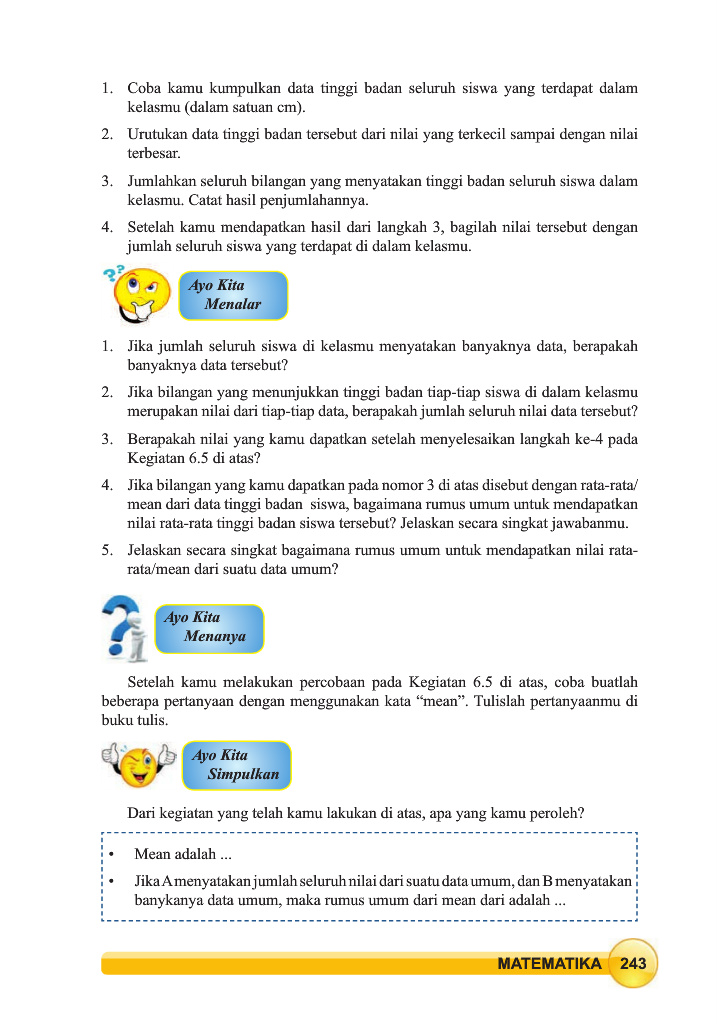 1. Coba kamu kumpulkan data tinggi badan seluruh siswa yang terdapat dalam
kelasmu (dalam satuan cm).
2. Urutukan data tinggi badan tersebut dari nilai yang terkecil sampai dengan nilai
terbesar.
3. Jumlahkan seluruh bilangan yang menyatakan tinggi badan seluruh siswa dalam
kelasmu. Catat hasil penjumlahannya.
4. Setelah kamu mendapatkan hasil dari langkah 3, bagilah nilai tersebut dengan
jumlah seluruh siswa yang terdapat di dalam kelasmu.
??
Ayo Kita
Menalar
1. Jika jumlah seluruh siswa di kelasmu menyatakan banyaknya data, berapakah
banyaknya data tersebut?
2. Jika bilangan yang menunjukkan tinggi badan tiap-tiap siswa di dalam kelasmu
merupakan nilai dari tiap-tiap data, berapakah jumlah seluruh nilai data tersebut?
3. Berapakah nilai yang kamu dapatkan setelah menyelesaikan langkah ke-4 pada
Kegiatan 6.5 di atas?
4. Jika bilangan yang kamu dapatkan pada nomor 3 di atas disebut dengan rata-rata/
mean dari data tinggi badan siswa, bagaimana rumus umum untuk mendapatkan
nilai rata-rata tinggi badan siswa tersebut? Jelaskan secara singkat jawabanmu.
5. Jelaskan secara singkat bagaimana rumus umum untuk mendapatkan nilai rata-
rata/mean dari suatu data umum?
?
Ayo Kita
Menanya
Setelah kamu melakukan percobaan pada Kegiatan 6.5 di atas, coba buatlah
beberapa pertanyaan dengan menggunakan kata “mean”. Tulislah pertanyaanmu di
buku tulis.
Ayo Kita
Simpulkan
Dari kegiatan yang telah kamu lakukan di atas, apa yang kamu peroleh?
• Mean adalah ...
• Jika A menyatakan jumlah seluruh nilai dari suatu data umum, dan B menyatakan
banykanya data umum, maka rumus umum dari mean dari adalah ...
MATEMATIKA 243